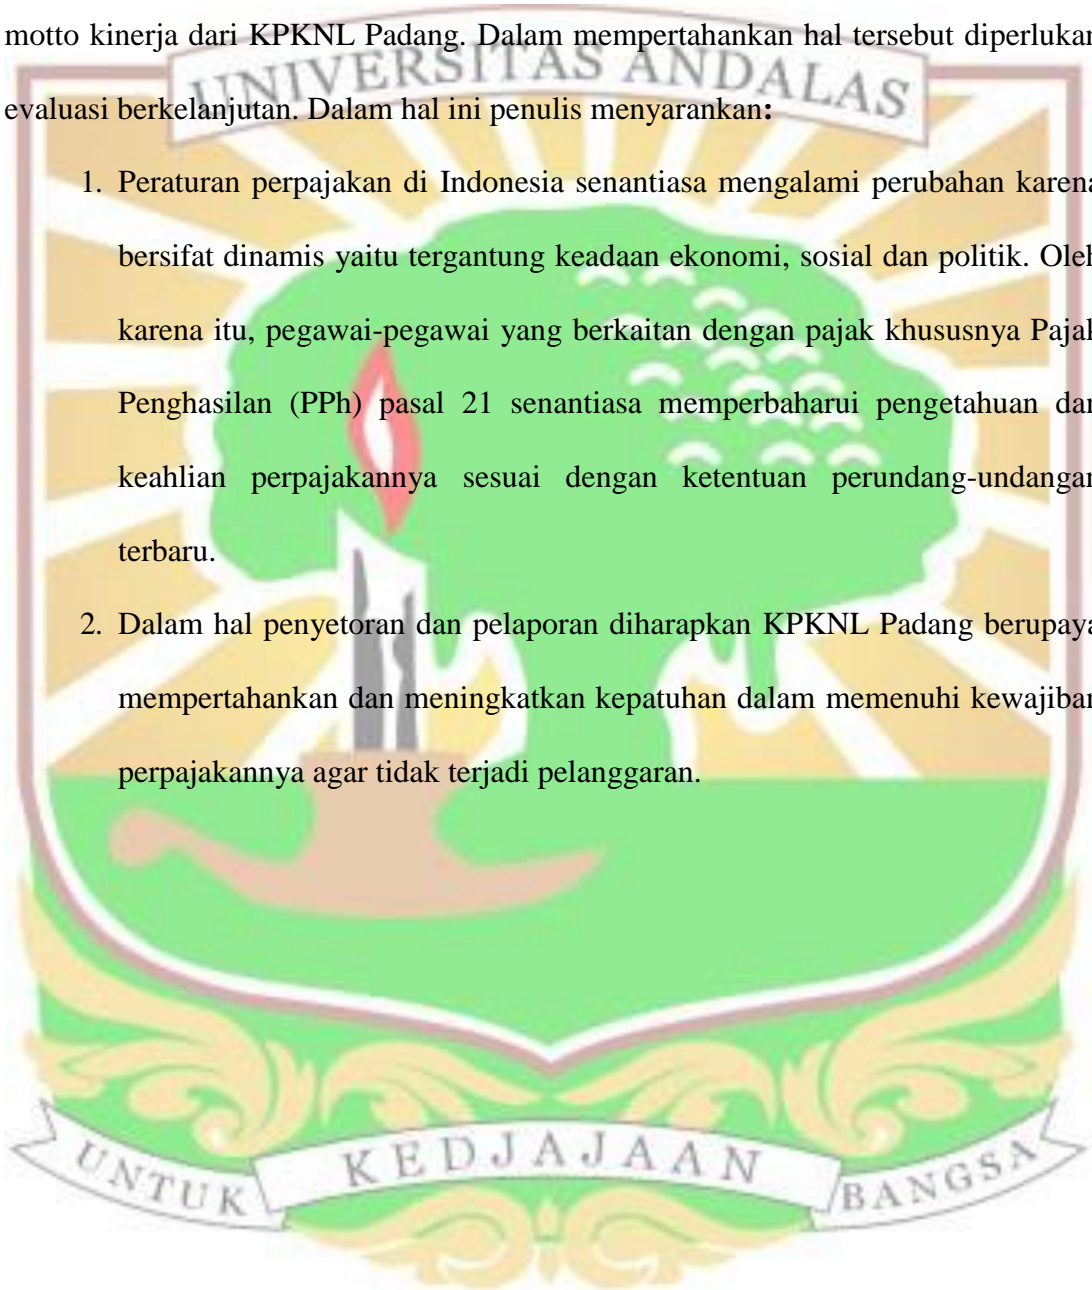 motto kinerja dari KPKNL Padang. Dalam mempertahankan hal tersebut diperlukan
UNIVERSITAS ANDALAS
evaluasi berkelanjutan. Dalam hal ini penulis menyarankan:
1. Peraturan perpajakan di Indonesia senantiasa mengalami perubahan karena
bersifat dinamis yaitu tergantung keadaan ekonomi, sosial dan politik. Oleh
karena itu, pegawai-pegawai yang berkaitan dengan pajak khususnya Pajak
Penghasilan (PPh) pasal 21 senantiasa memperbaharui pengetahuan dan
keahlian perpajakannya sesuai dengan ketentuan perundang-undangan
terbaru.
2. Dalam hal penyetoran dan pelaporan diharapkan KPKNL Padang berupaya
mempertahankan dan meningkatkan kepatuhan dalam memenuhi kewajiban
perpajakannya agar tidak terjadi pelanggaran.
UNTUK KEDJAJAAN BANGSA